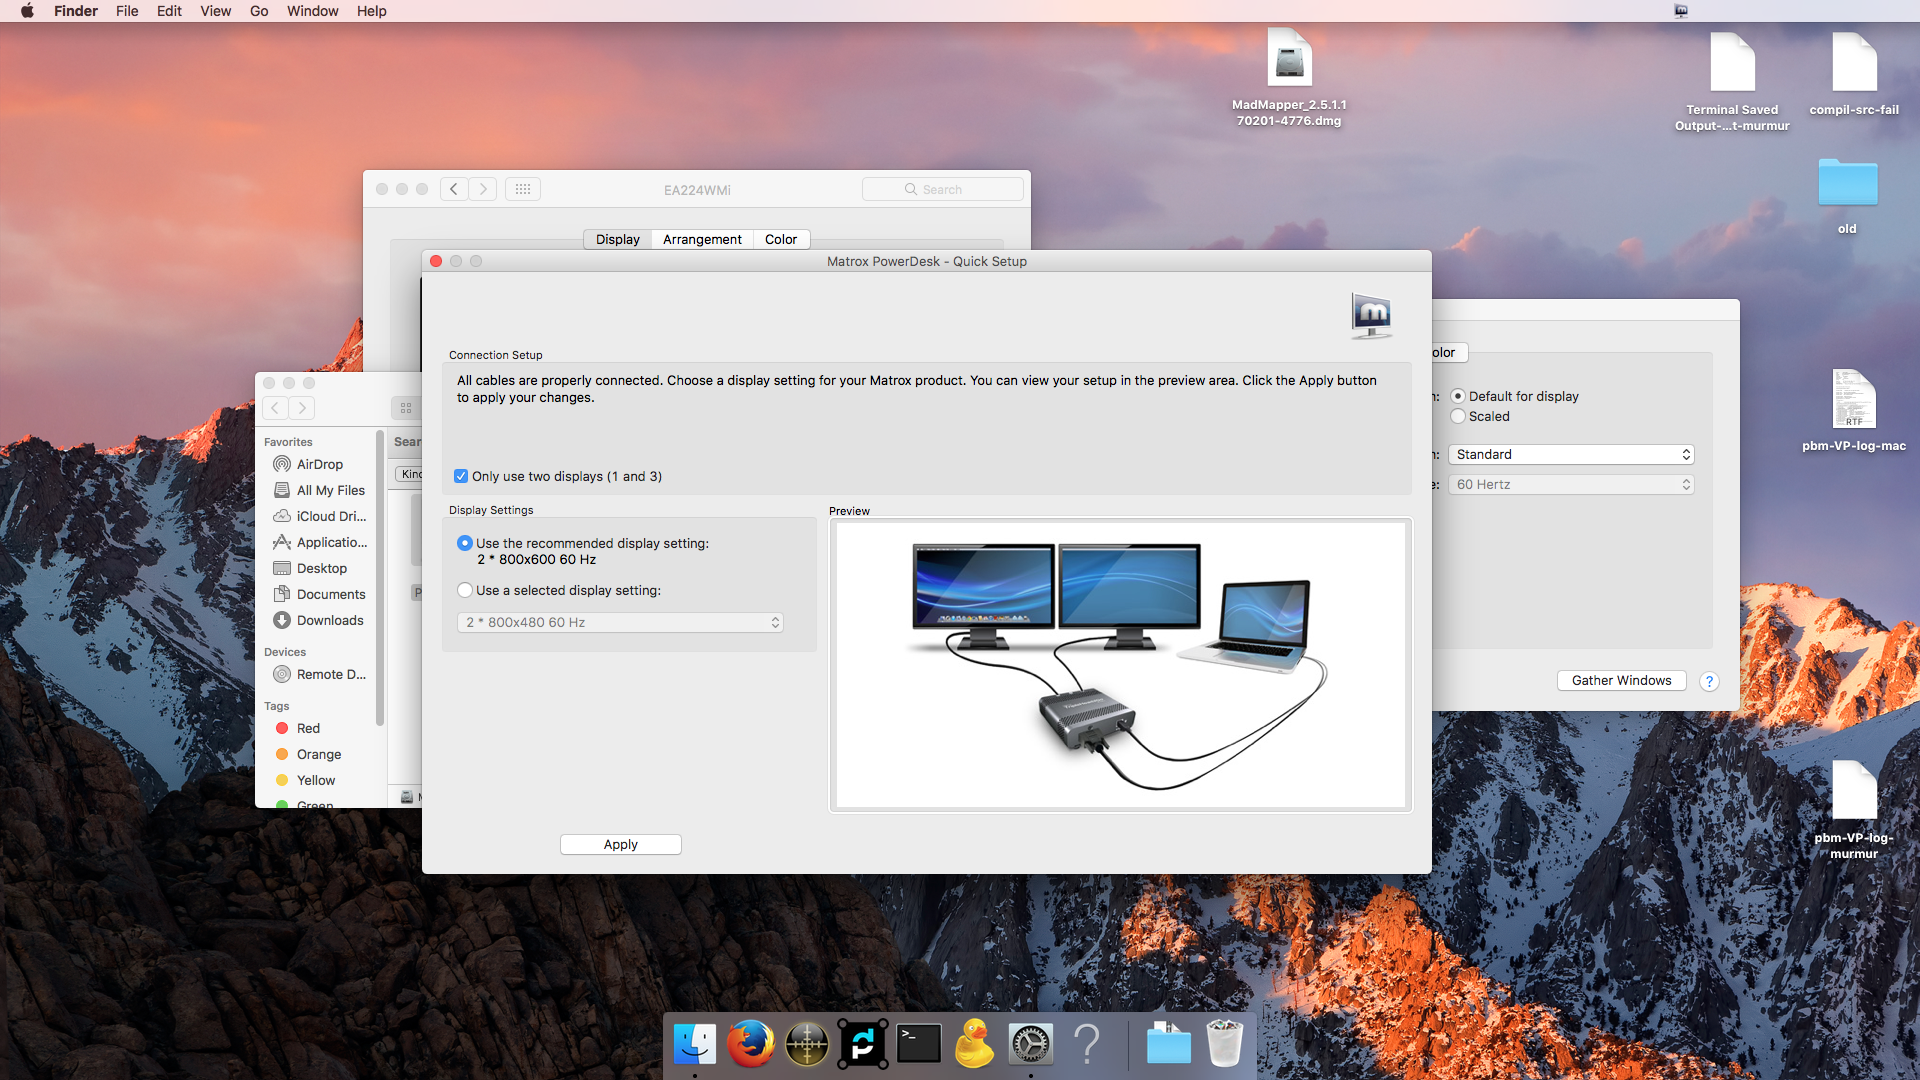 Finder File Edit View Go Window Help
MadMapper_2.5.1.1
70201-4776.dmg
Terminal Saved
Output-...t-murmur
compil-src-fail
old
EA224WMi
Search
Display Arrangement Color
Matrox PowerDesk - Quick Setup
Connection Setup
All cables are properly connected. Choose a display setting for your Matrox product. You can view your setup in the preview area. Click the Apply button
to apply your changes.
Only use two displays (1 and 3)
Display Settings
Use the recommended display setting:
2 * 800x600 60 Hz
Use a selected display setting:
2 * 800x480 60 Hz
Preview
m
Apply
Sear
Kind
P
Favorites
AirDrop
All My Files
iCloud Dri...
Applicatio...
Desktop
Documents
Downloads
Devices
Remote D...
Tags
Red
Orange
Yellow
Green
olor
n:
Default for display
Scaled
n:
Standard
e:
60 Hertz
Gather Windows
?
RTF
pbm-VP-log-mac
pbm-VP-log-
murmur
>_
?